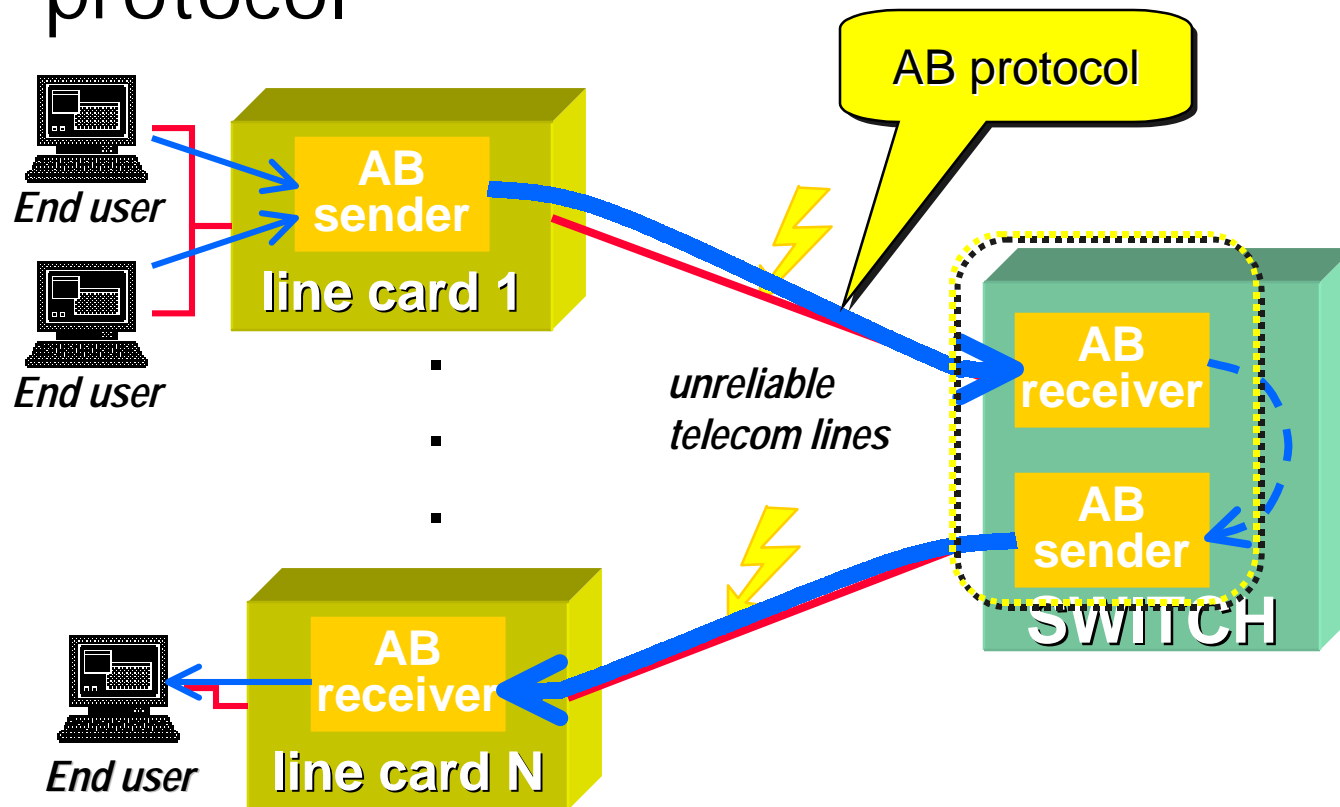 protocol
AB protocol
End user
AB
sender
line card 1
End user
unreliable
telecom lines
AB
receiver
AB
sender
SWITCH
AB
receiver
line card N
End user